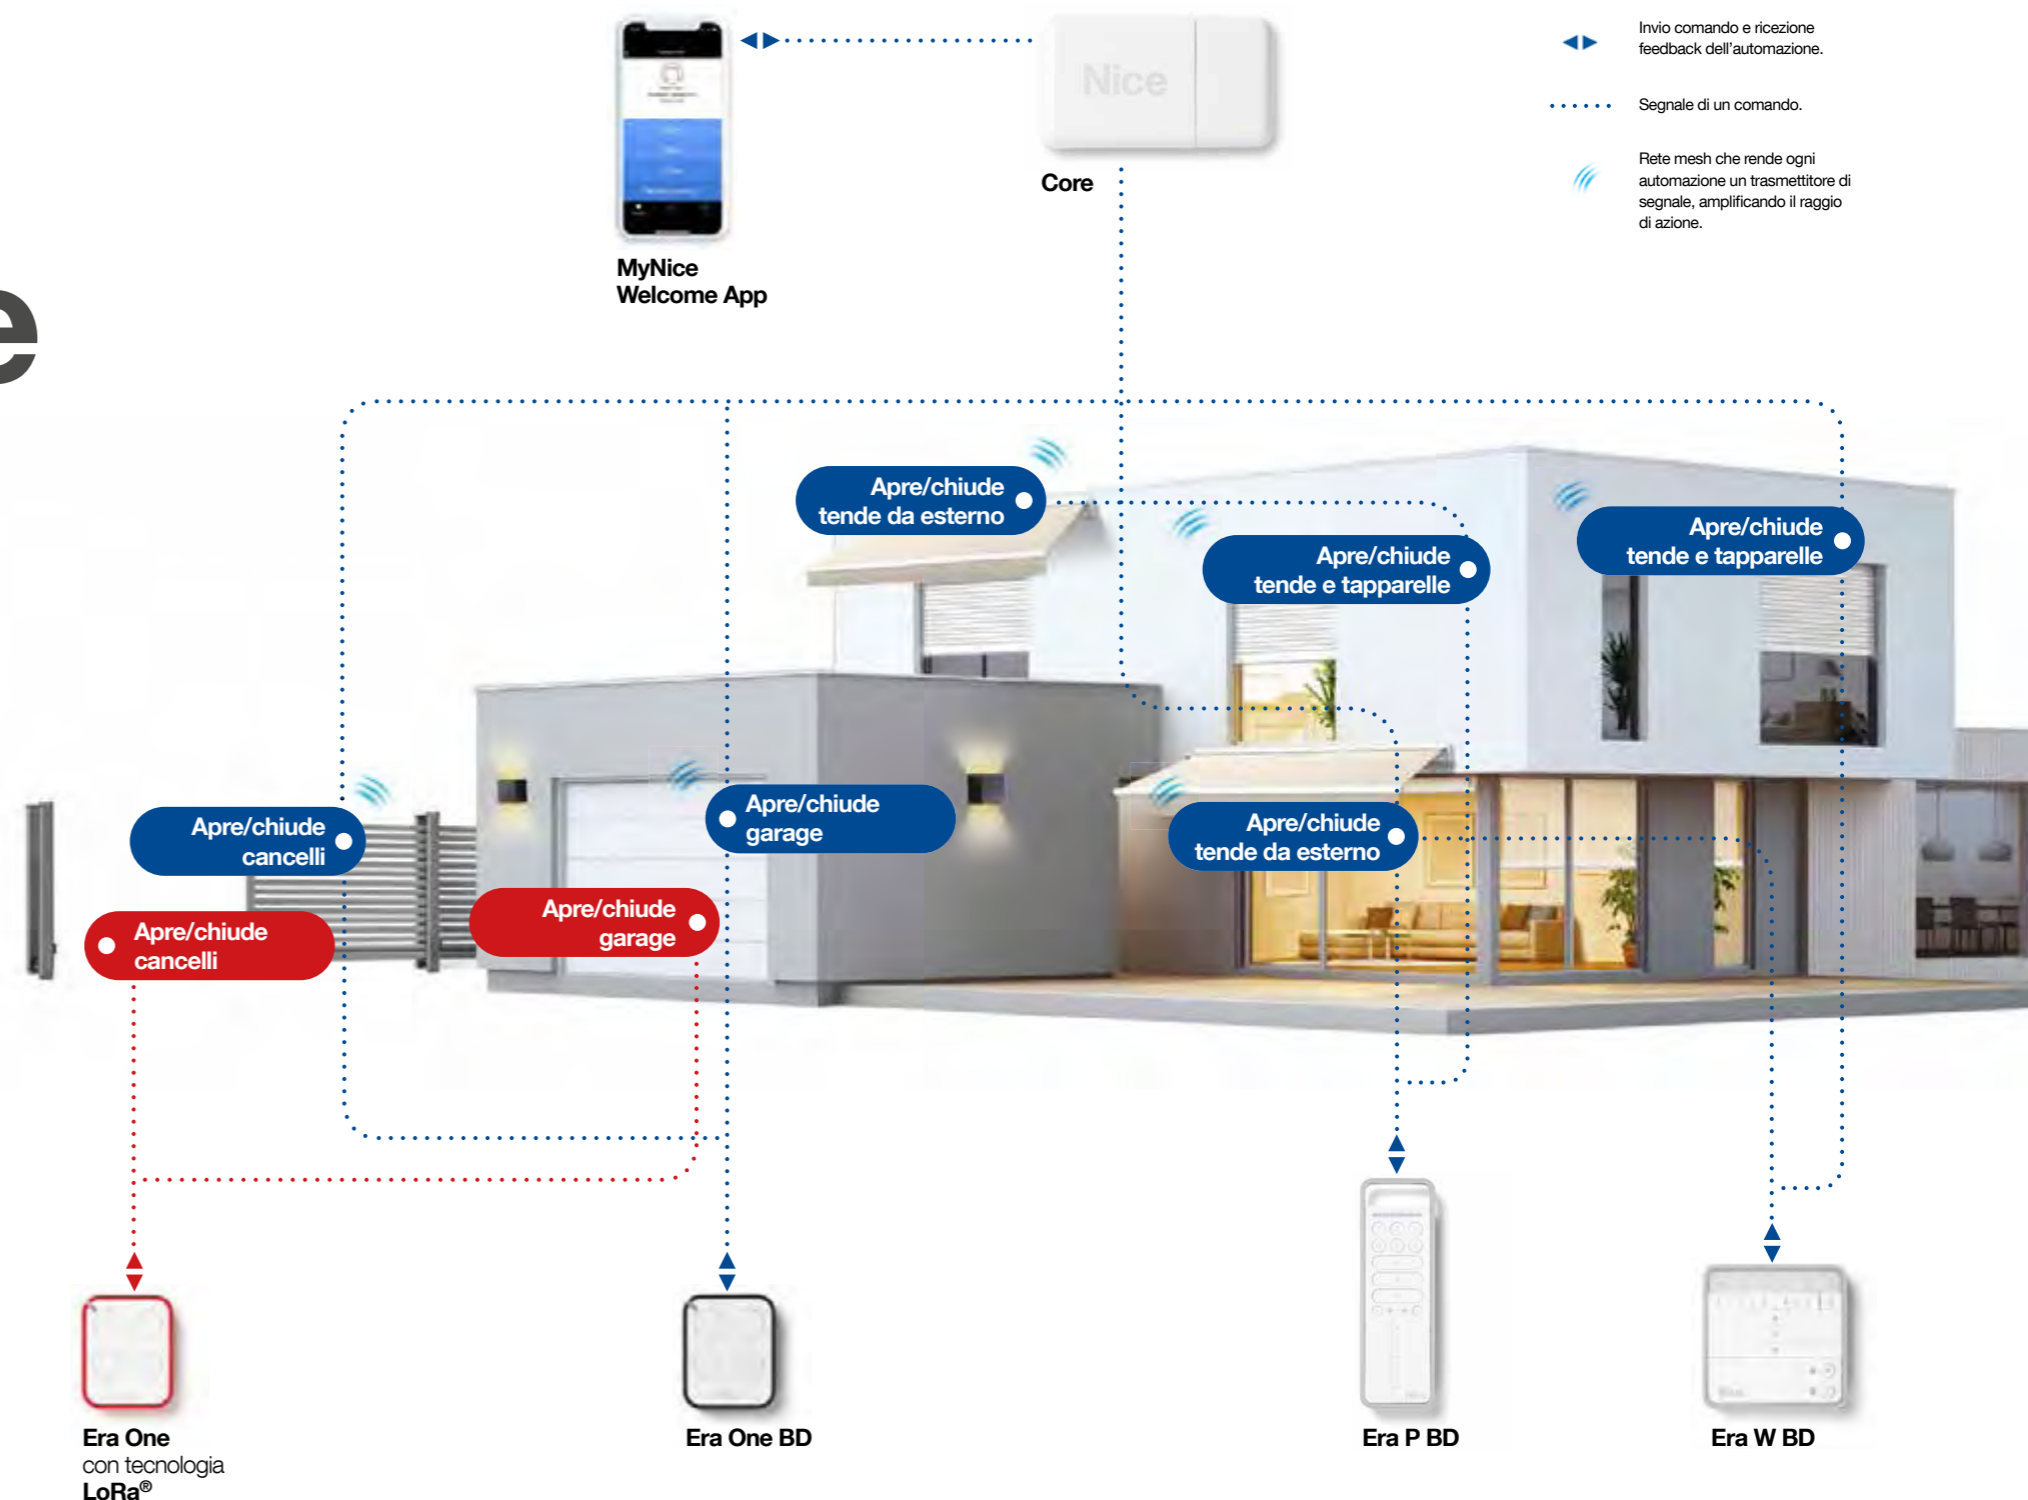 Invio comando e ricezione
feedback dell'automazione.
Segnale di un comando.
Rete mesh che rende ogni
automazione un trasmettitore di
segnale, amplificando il raggio
di azione.
Nice
Core
MyNice
Welcome App
e
Apre/chiude
tende da esterno
Apre/chiude
tende e tapparelle
Apre/chiude
tende e tapparelle
Apre/chiude
cancelli
Apre/chiude
garage
Apre/chiude
tende da esterno
Apre/chiude
cancelli
Apre/chiude
garage
Era One
con tecnologia
LoRa®
Era One BD
Era P BD
Era W BD